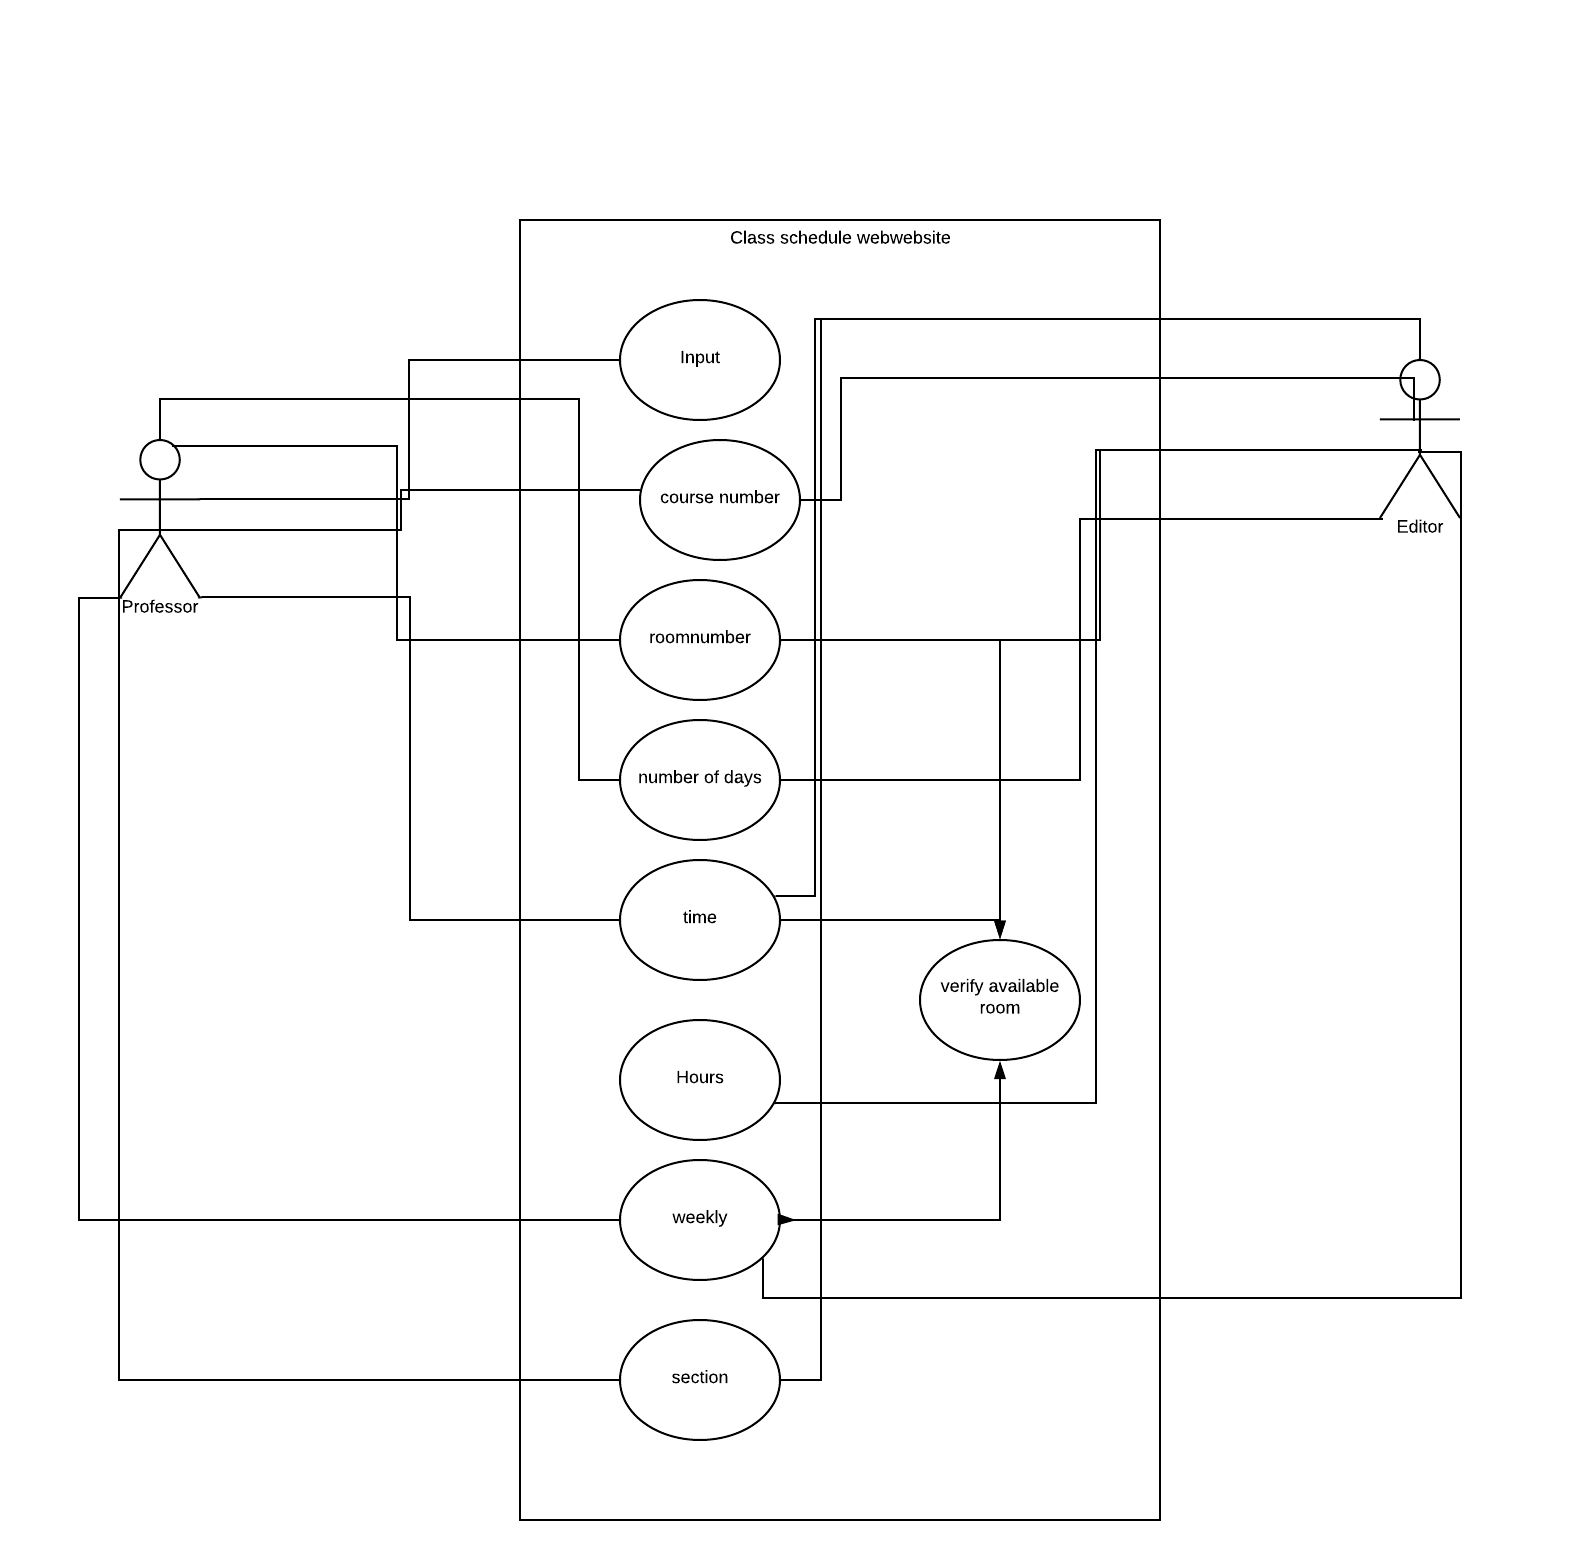 Class schedule webwebsite
Input
course number
Editor
Professor
roomnumber
number of days
time
verify available
room
Hours
weekly
section